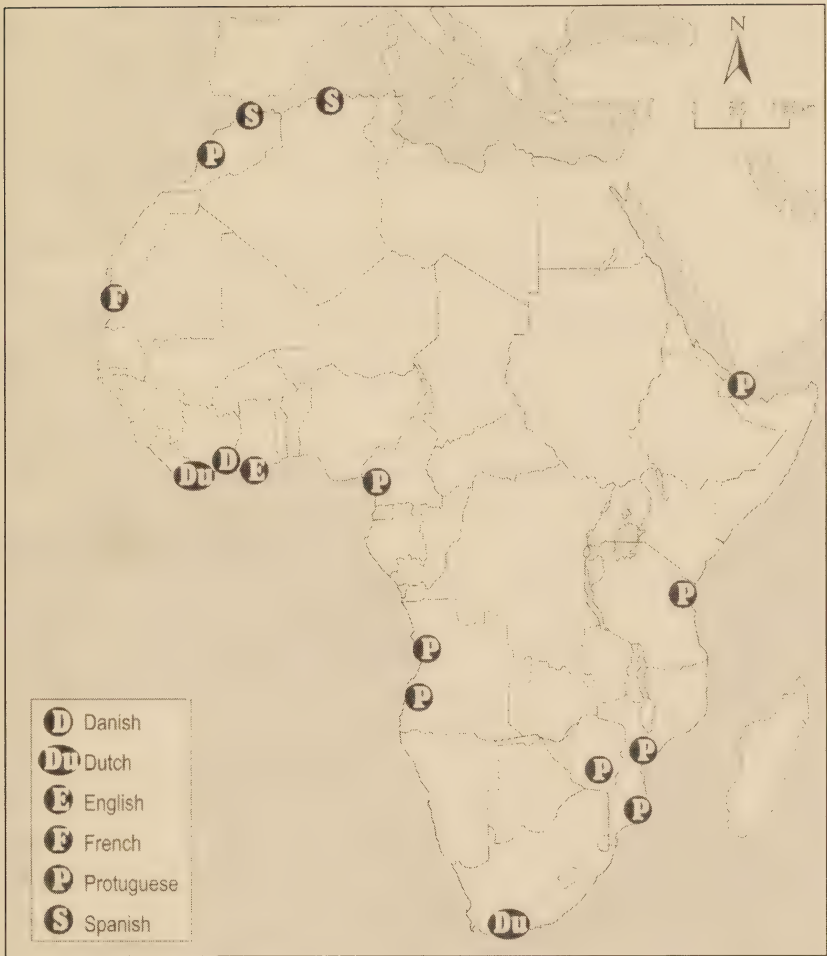 N
S
S
P
F
P
D
Du
E
P
P
P
P
P
P
P
Du
D Danish
Du Dutch
E English
F French
P Protuguese
S Spanish